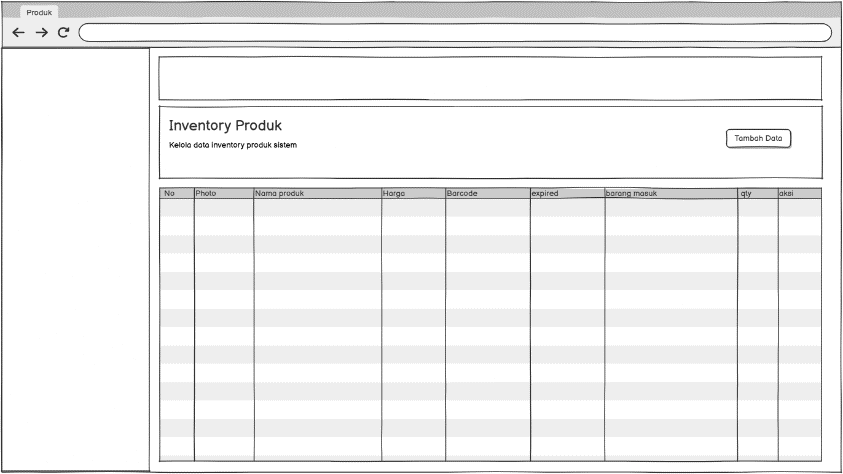 Produk
Inventory Produk
Kelola data inventory produk sistem
Tambah Data
No Photo Nama produk Harga Barcode expired barang masuk qty aksi